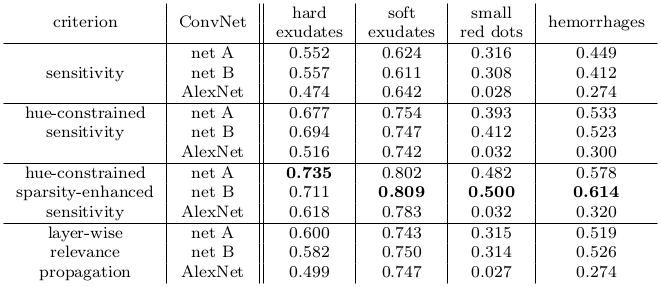 criterion ConvNet hard exudates soft exudates small red dots hemorrhages
net A 0.552 0.624 0.316 0.449
sensitivity net B 0.557 0.611 0.308 0.412
AlexNet 0.474 0.642 0.028 0.274
hue-constrained net A 0.677 0.754 0.393 0.533
sensitivity net B 0.694 0.747 0.412 0.523
AlexNet 0.516 0.742 0.032 0.300
hue-constrained net A 0.735 0.802 0.482 0.578
sparsity-enhanced net B 0.711 0.809 0.500 0.614
sensitivity AlexNet 0.618 0.783 0.032 0.320
layer-wise net A 0.600 0.743 0.315 0.519
relevance net B 0.582 0.750 0.314 0.526
propagation AlexNet 0.499 0.747 0.027 0.274